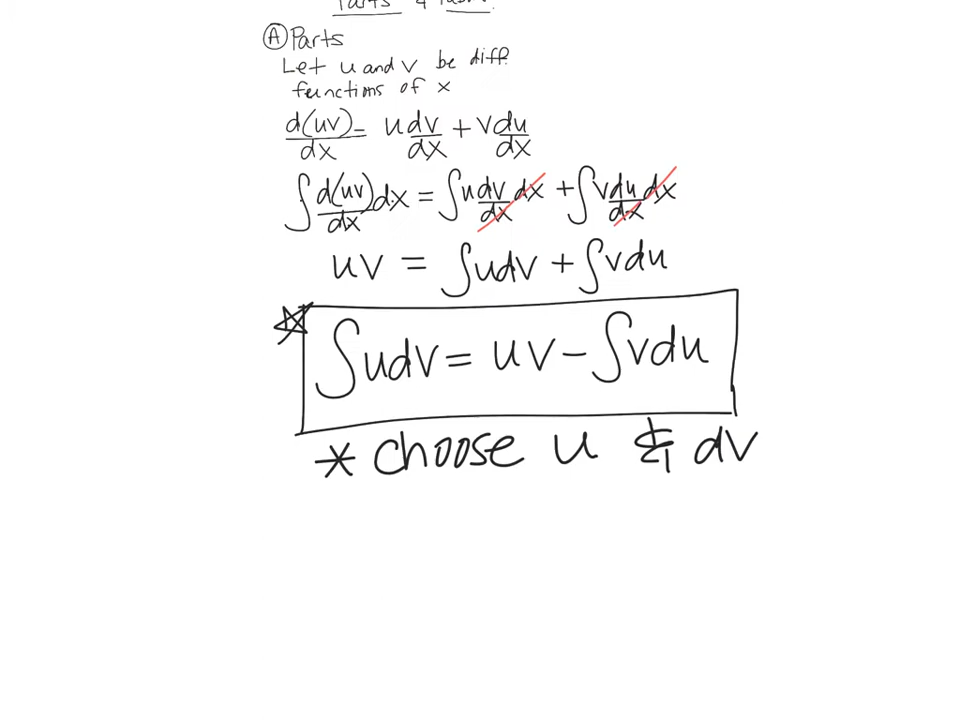 Parts &
Ⓐ Parts
Let u and v be diff
functions of x
d(uv)/dx = u dv/dx + v du/dx
∫ d(uv)/dx dx = ∫ u dv/dx dx + ∫ v du/dx dx
uv = ∫udv + ∫vdu
☆ ∫udv = uv - ∫vdu
* choose u & dv